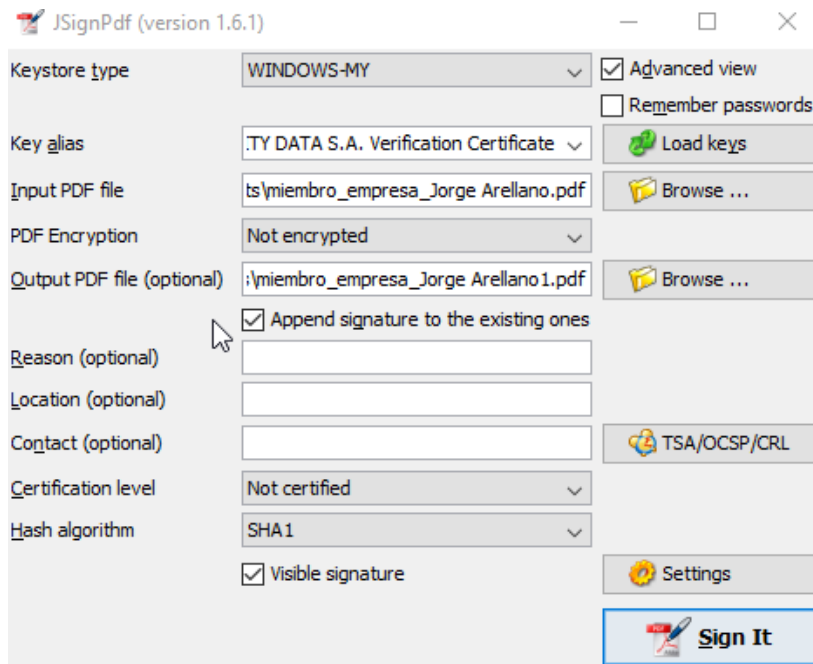 JSignPdf (version 1.6.1)
Keystore type WINDOWS-MY Advanced view
Remember passwords
Key alias TY DATA S.A. Verification Certificate Load keys
Input PDF file ts\miembro_empresa_Jorge Arellano.pdf Browse ...
PDF Encryption Not encrypted
Output PDF file (optional) \miembro_empresa_Jorge Arellano1.pdf Browse ...
Append signature to the existing ones
Reason (optional)
Location (optional)
Contact (optional) TSA/OCSP/CRL
Certification level Not certified
Hash algorithm SHA1
Visible signature Settings
Sign It